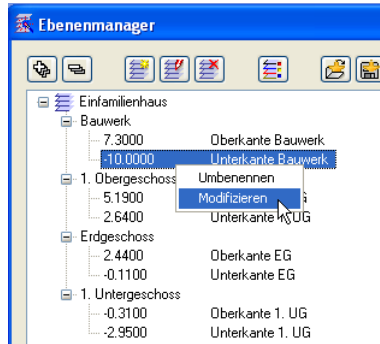 Ebenenmanager
Einfamilienhaus
Bauwerk
7.3000 Oberkante Bauwerk
-10.0000 Unterkante Bauwerk
Umbenennen
1. Obergeschoss
Modifizieren
5.1900
2.6400 Unterkante UG
Erdgeschoss
2.4400 Oberkante EG
-0.1100 Unterkante EG
1. Untergeschoss
-0.3100 Oberkante 1. UG
-2.9500 Unterkante 1. UG